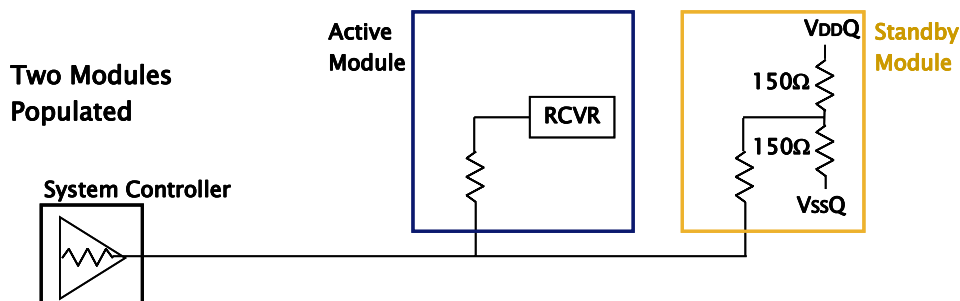 Two Modules
Populated
System Controller
Active
Module
RCVR
VDDQ
150Ω
150Ω
VSSQ
Standby
Module